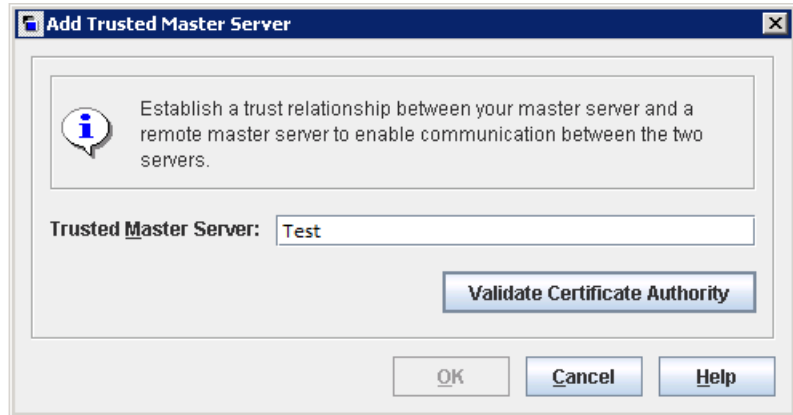 Add Trusted Master Server
Establish a trust relationship between your master server and a
remote master server to enable communication between the two
servers.
Trusted Master Server: Test
Validate Certificate Authority
OK Cancel Help